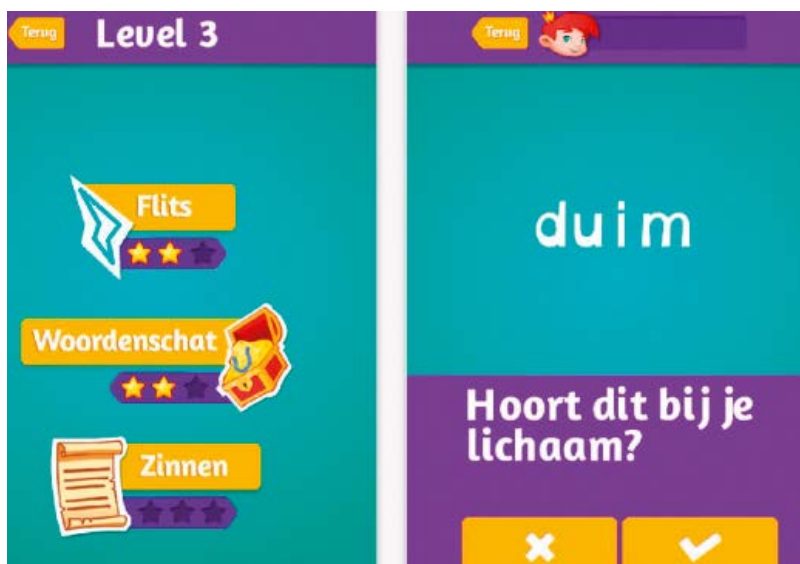 Terug
Level 3
Flits
Woordenschat
Zinnen
Terug
duim
Hoort dit bij je
lichaam?